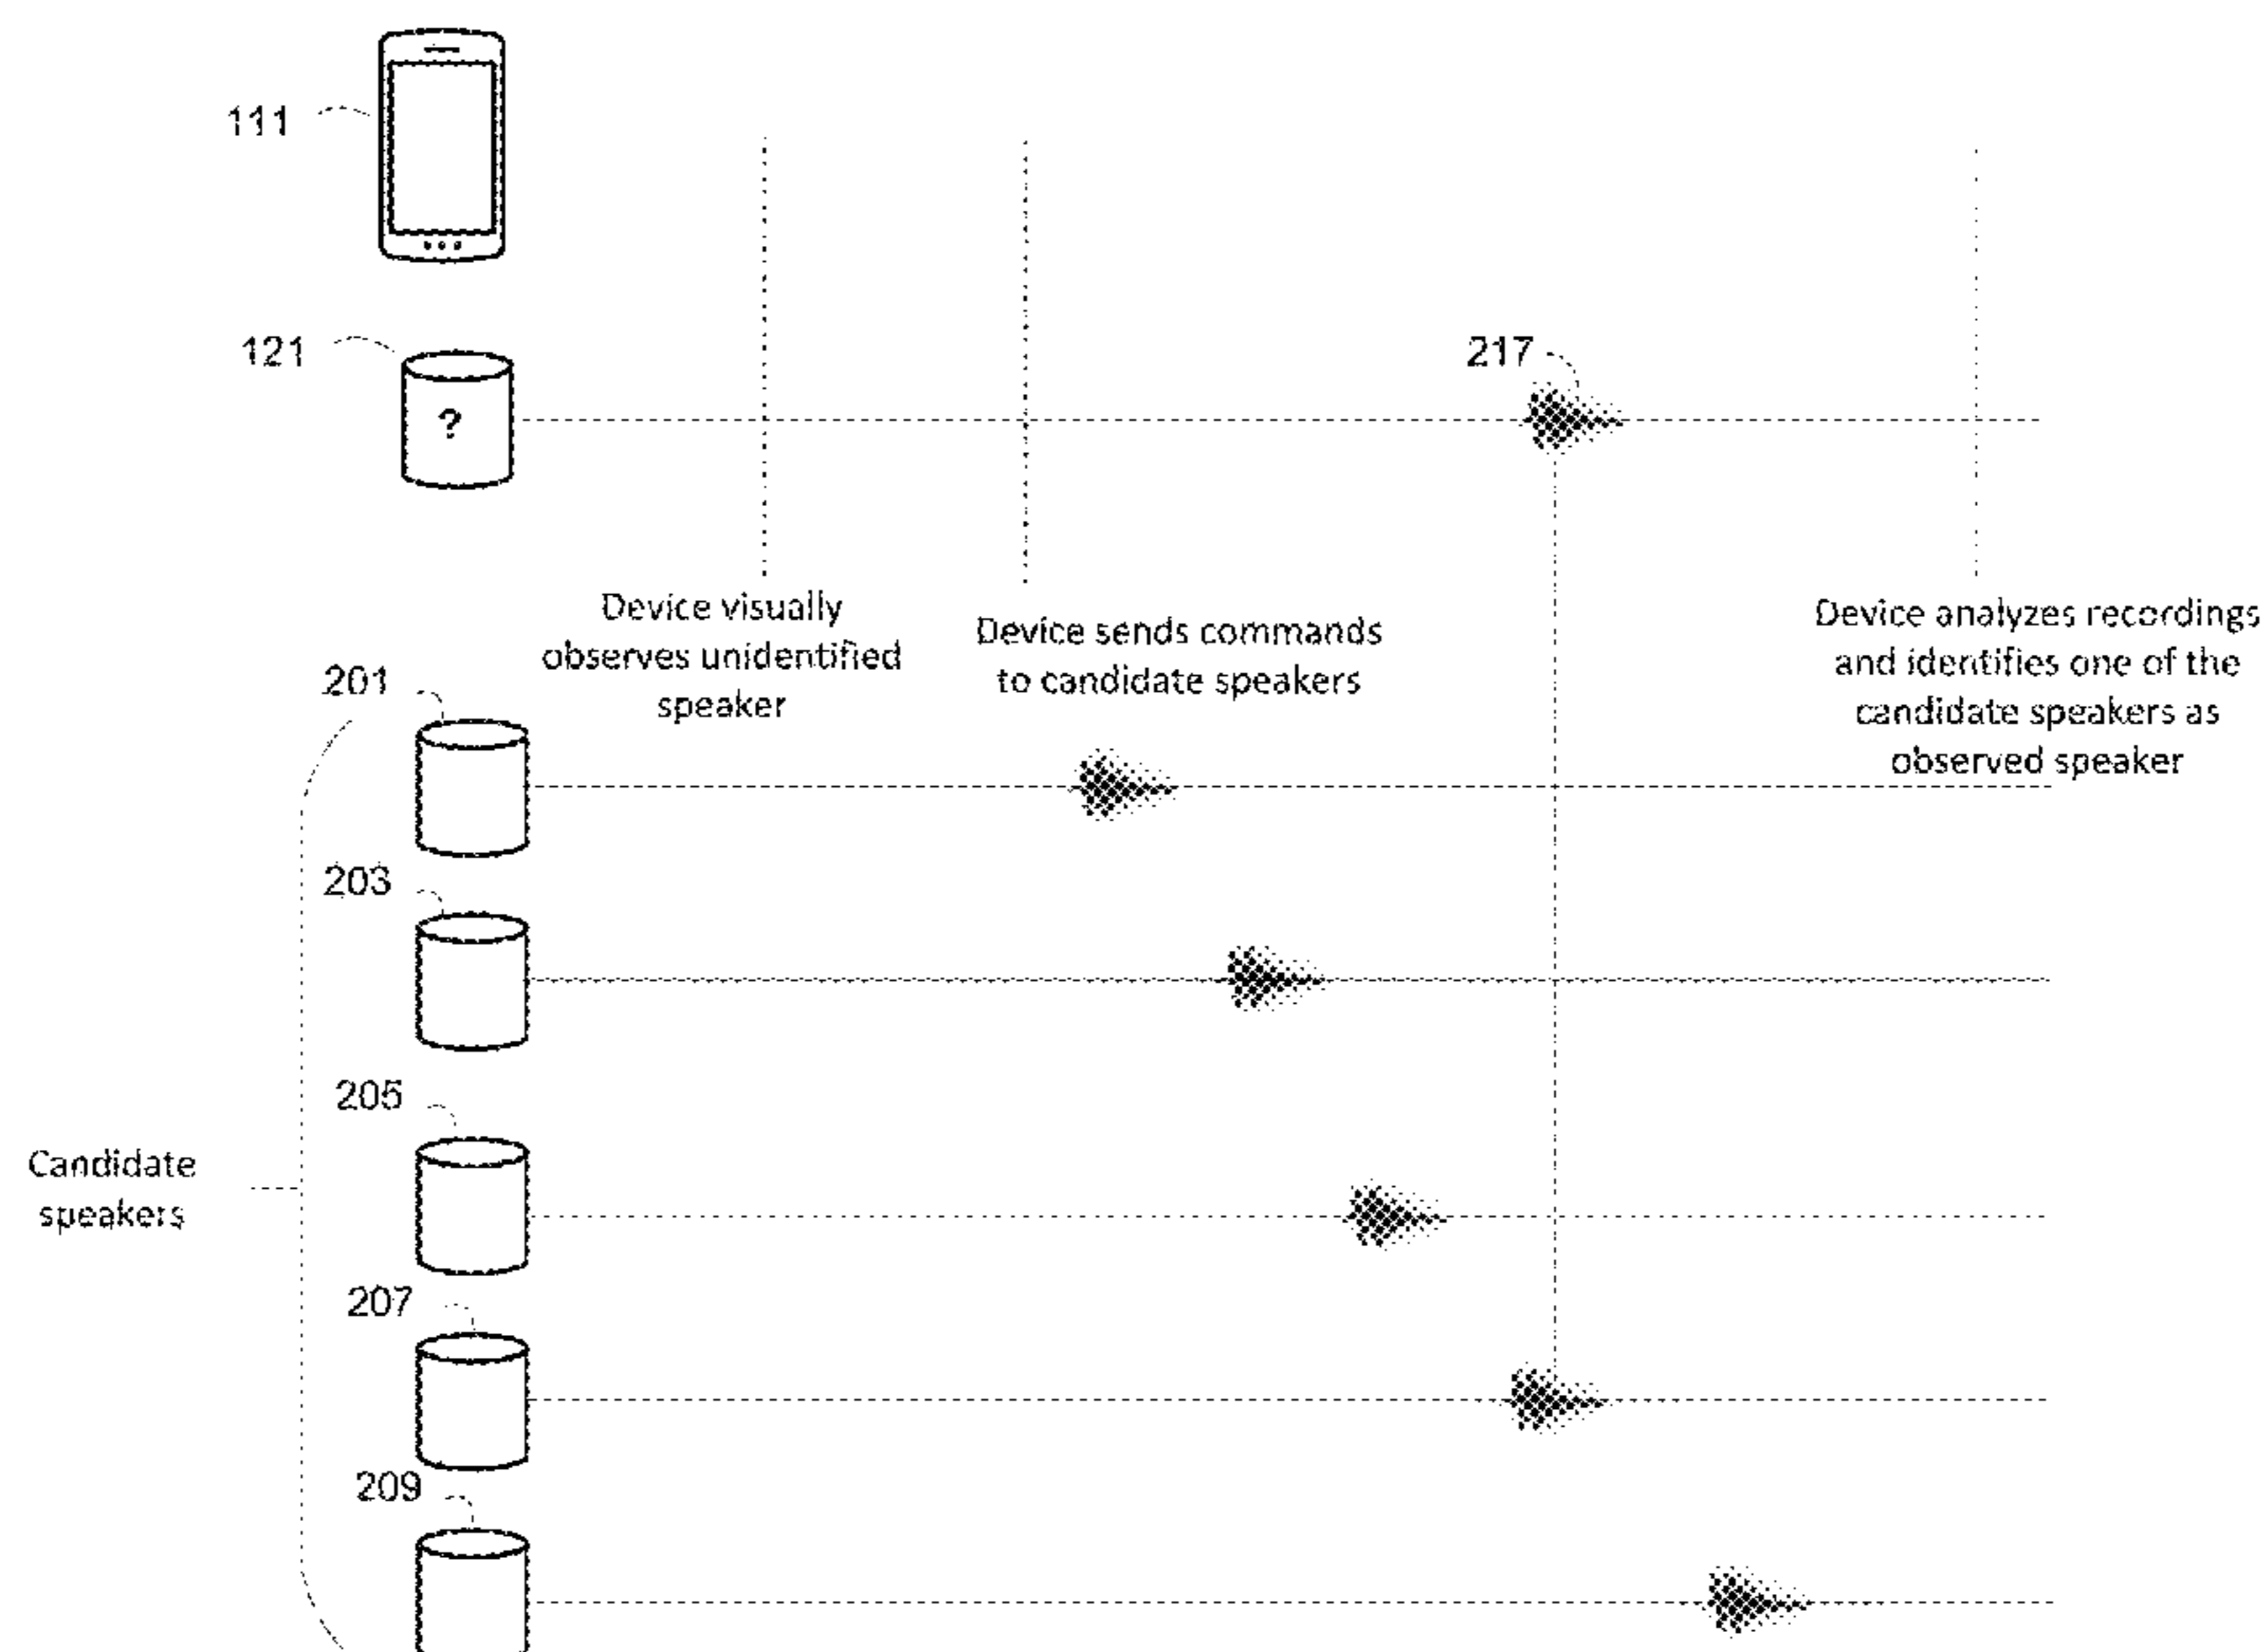 111
121
?
217
Device visually
observes unidentified
speaker
Device sends commands
to candidate speakers
Device analyzes recordings
and identifies one of the
candidate speakers as
observed speaker
201
203
205
Candidate
speakers
207
209